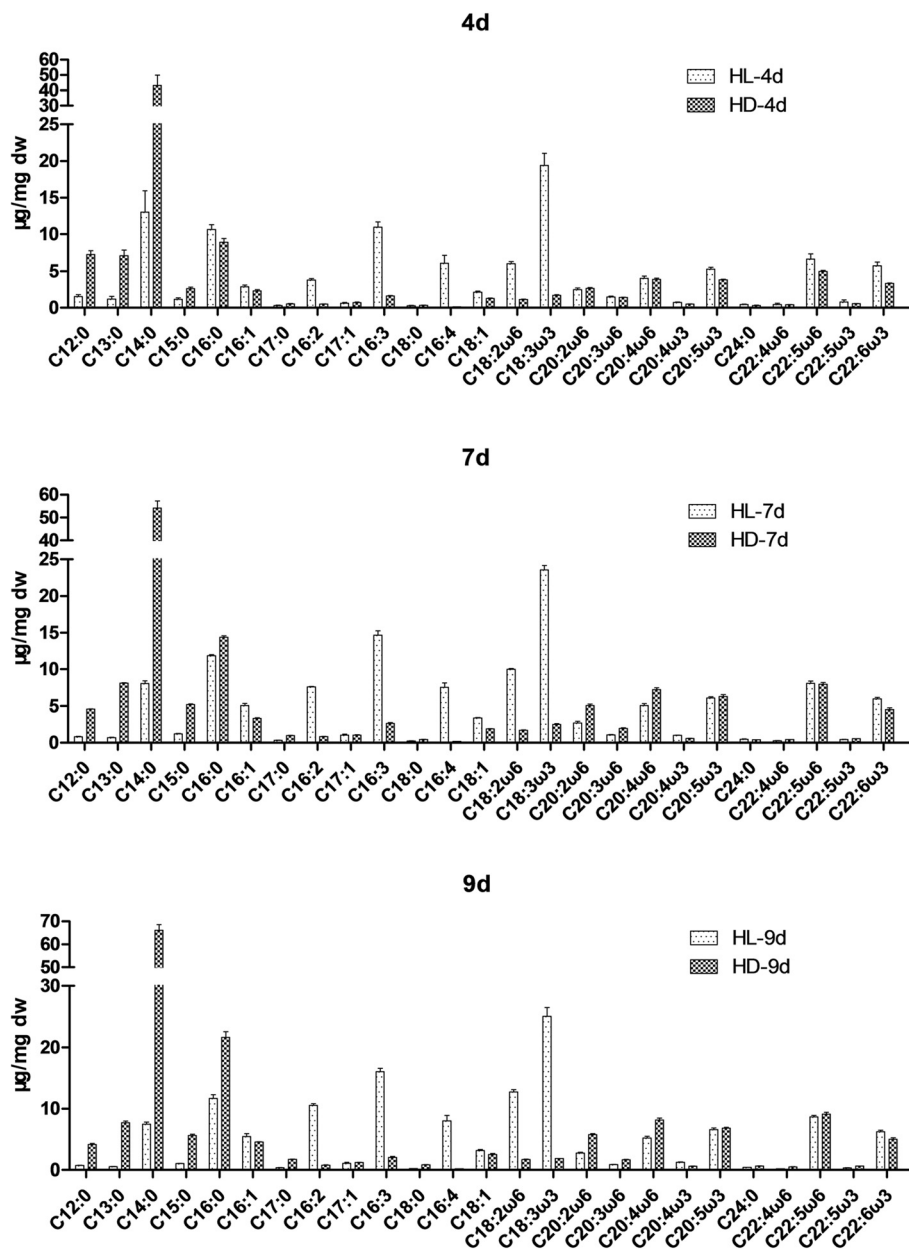 4d
60
50
40
30
25
20
15
10
5
0
µg/mg dw
HL-4d
HD-4d
C12:0
C13:0
C14:0
C15:0
C16:0
C16:1
C17:0
C16:2
C17:1
C16:3
C18:0
C16:4
C18:1
C18:2ω6
C18:3ω3
C20:2ω6
C20:3ω6
C20:4ω6
C20:4ω3
C20:5ω3
C24:0
C22:4ω6
C22:5ω6
C22:5ω3
C22:6ω3
7d
60
50
40
25
20
15
10
5
0
µg/mg dw
HL-7d
HD-7d
C12:0
C13:0
C14:0
C15:0
C16:0
C16:1
C17:0
C16:2
C17:1
C16:3
C18:0
C16:4
C18:1
C18:2ω6
C18:3ω3
C20:2ω6
C20:3ω6
C20:4ω6
C20:4ω3
C20:5ω3
C24:0
C22:4ω6
C22:5ω6
C22:5ω3
C22:6ω3
9d
70
60
50
30
20
10
0
µg/mg dw
HL-9d
HD-9d
C12:0
C13:0
C14:0
C15:0
C16:0
C16:1
C17:0
C16:2
C17:1
C16:3
C18:0
C16:4
C18:1
C18:2ω6
C18:3ω3
C20:2ω6
C20:3ω6
C20:4ω6
C20:4ω3
C20:5ω3
C24:0
C22:4ω6
C22:5ω6
C22:5ω3
C22:6ω3